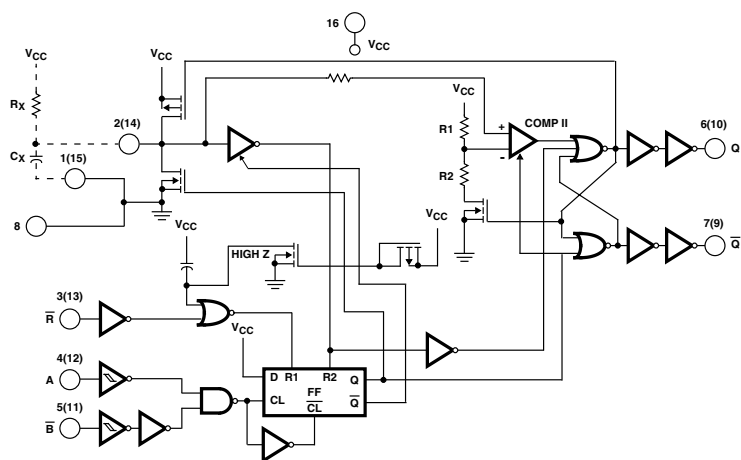 16
VCC
VCC
VCC
RX
2(14)
CX
1(15)
8
VCC
R1
R2
+
-
COMP II
6(10)
Q
7(9)
Q̅
VCC
HIGH Z
VCC
3(13)
R̅
VCC
4(12)
A
5(11)
B̅
D R1 R2 Q
FF
CL C̅L̅ Q̅